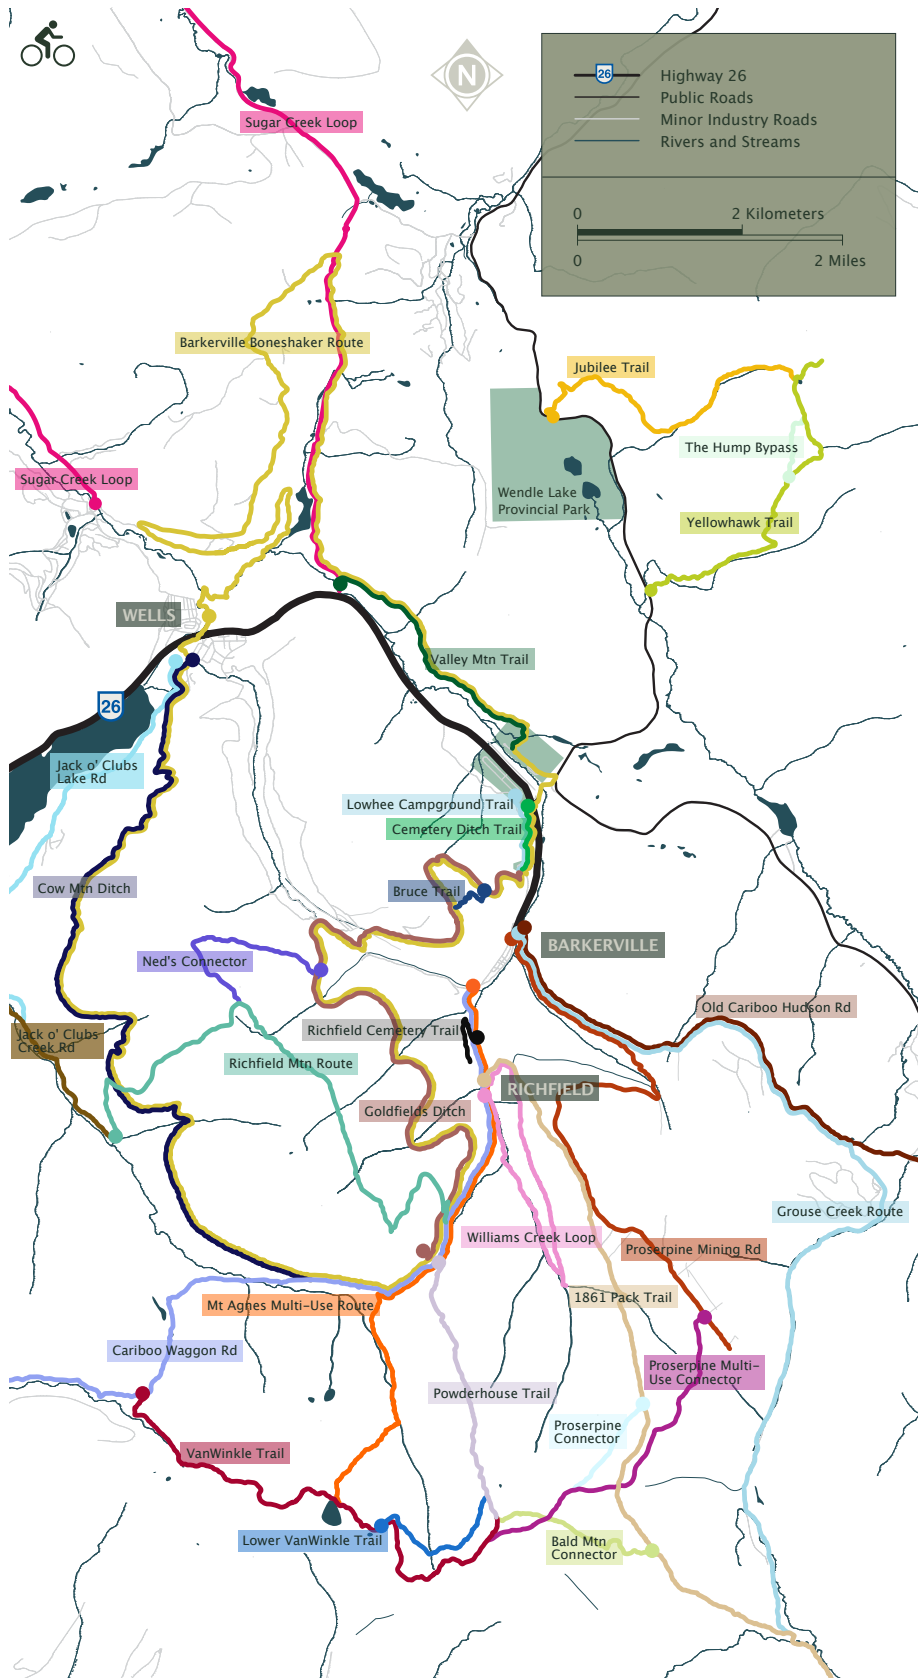 N
26
Highway 26
Public Roads
Minor Industry Roads
Rivers and Streams
0
2 Kilometers
0
2 Miles
Sugar Creek Loop
Barkerville Boneshaker Route
Jubilee Trail
The Hump Bypass
Sugar Creek Loop
Wendle Lake
Provincial Park
Yellowhawk Trail
WELLS
Valley Mtn Trail
26
Jack o' Clubs
Lake Rd
Lowhee Campground Trail
Cemetery Ditch Trail
Cow Mtn Ditch
Bruce Trail
BARKERVILLE
Ned's Connector
Old Cariboo Hudson Rd
Richfield Cemetery Trail
Jack o' Clubs
Creek Rd
Richfield Mtn Route
RICHFIELD
Goldfields Ditch
Grouse Creek Route
Williams Creek Loop
Proserpine Mining Rd
1861 Pack Trail
Mt Agnes Multi-Use Route
Cariboo Waggon Rd
Proserpine Multi-
Use Connector
Powderhouse Trail
Proserpine
Connector
VanWinkle Trail
Lower VanWinkle Trail
Bald Mtn
Connector